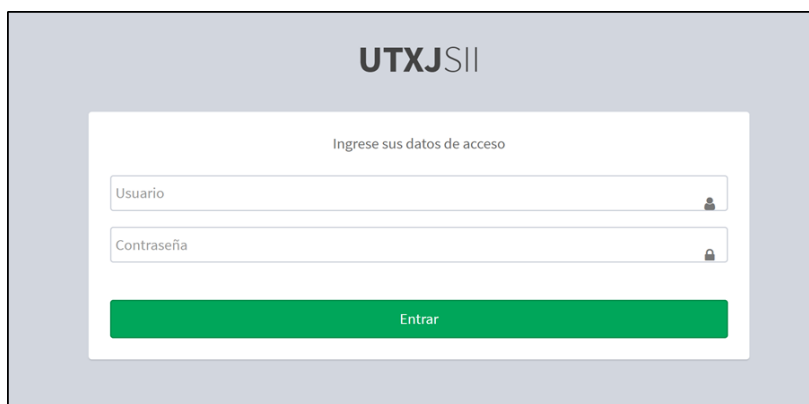 UTXJSII
Ingrese sus datos de acceso
Usuario
Contraseña
Entrar